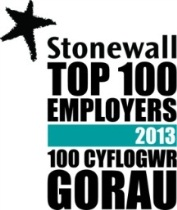 Stonewall
TOP 100
EMPLOYERS
2013
100 CYFLOGWR
GORAU